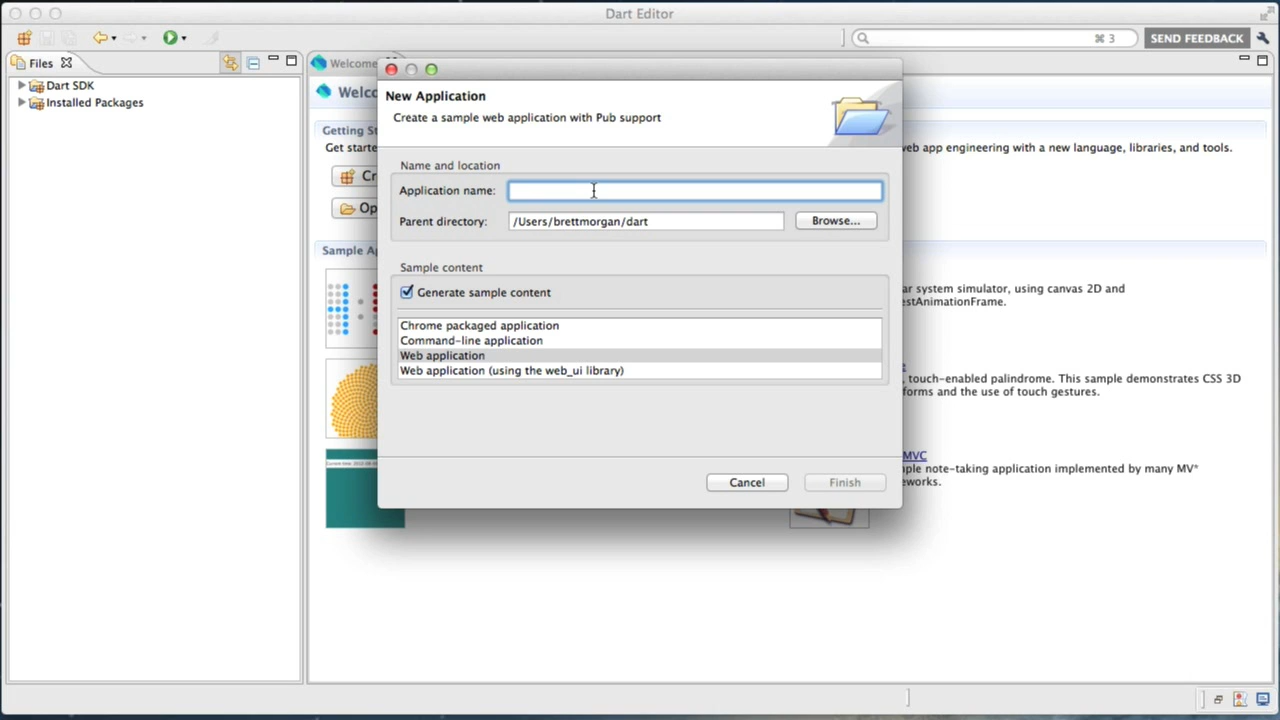 Dart Editor
⌘ 3
SEND FEEDBACK
Files
Welcome
Dart SDK
Installed Packages
Getting St
Get starte
web app engineering with a new language, libraries, and tools.
Cr
Op
Sample Ap
ar system simulator, using canvas 2D and
estAnimationFrame.
, touch-enabled palindrome. This sample demonstrates CSS 3D
forms and the use of touch gestures.
MVC
ple note-taking application implemented by many MV*
eworks.
New Application
Create a sample web application with Pub support
Name and location
Application name:
Parent directory: /Users/brettmorgan/dart Browse...
Sample content
Generate sample content
Chrome packaged application
Command-line application
Web application
Web application (using the web_ui library)
Cancel Finish